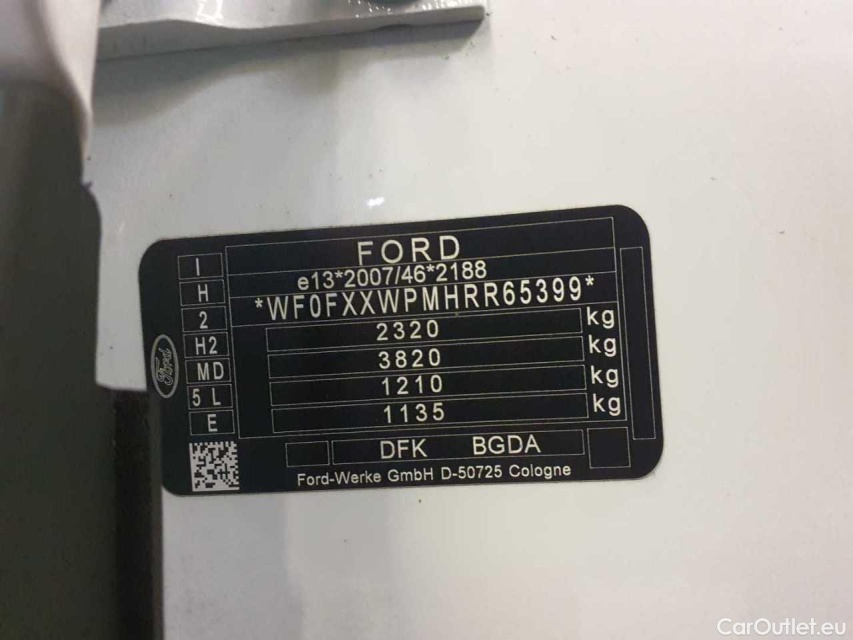 FORD
e13*2007/46*2188
*WF0FXXWPMHRR65399*
I
H
2
H2
MD
5 L
E
2320 kg
3820 kg
1210 kg
1135 kg
Ford
DFK BGDA
Ford-Werke GmbH D-50725 Cologne
CarOutlet.eu